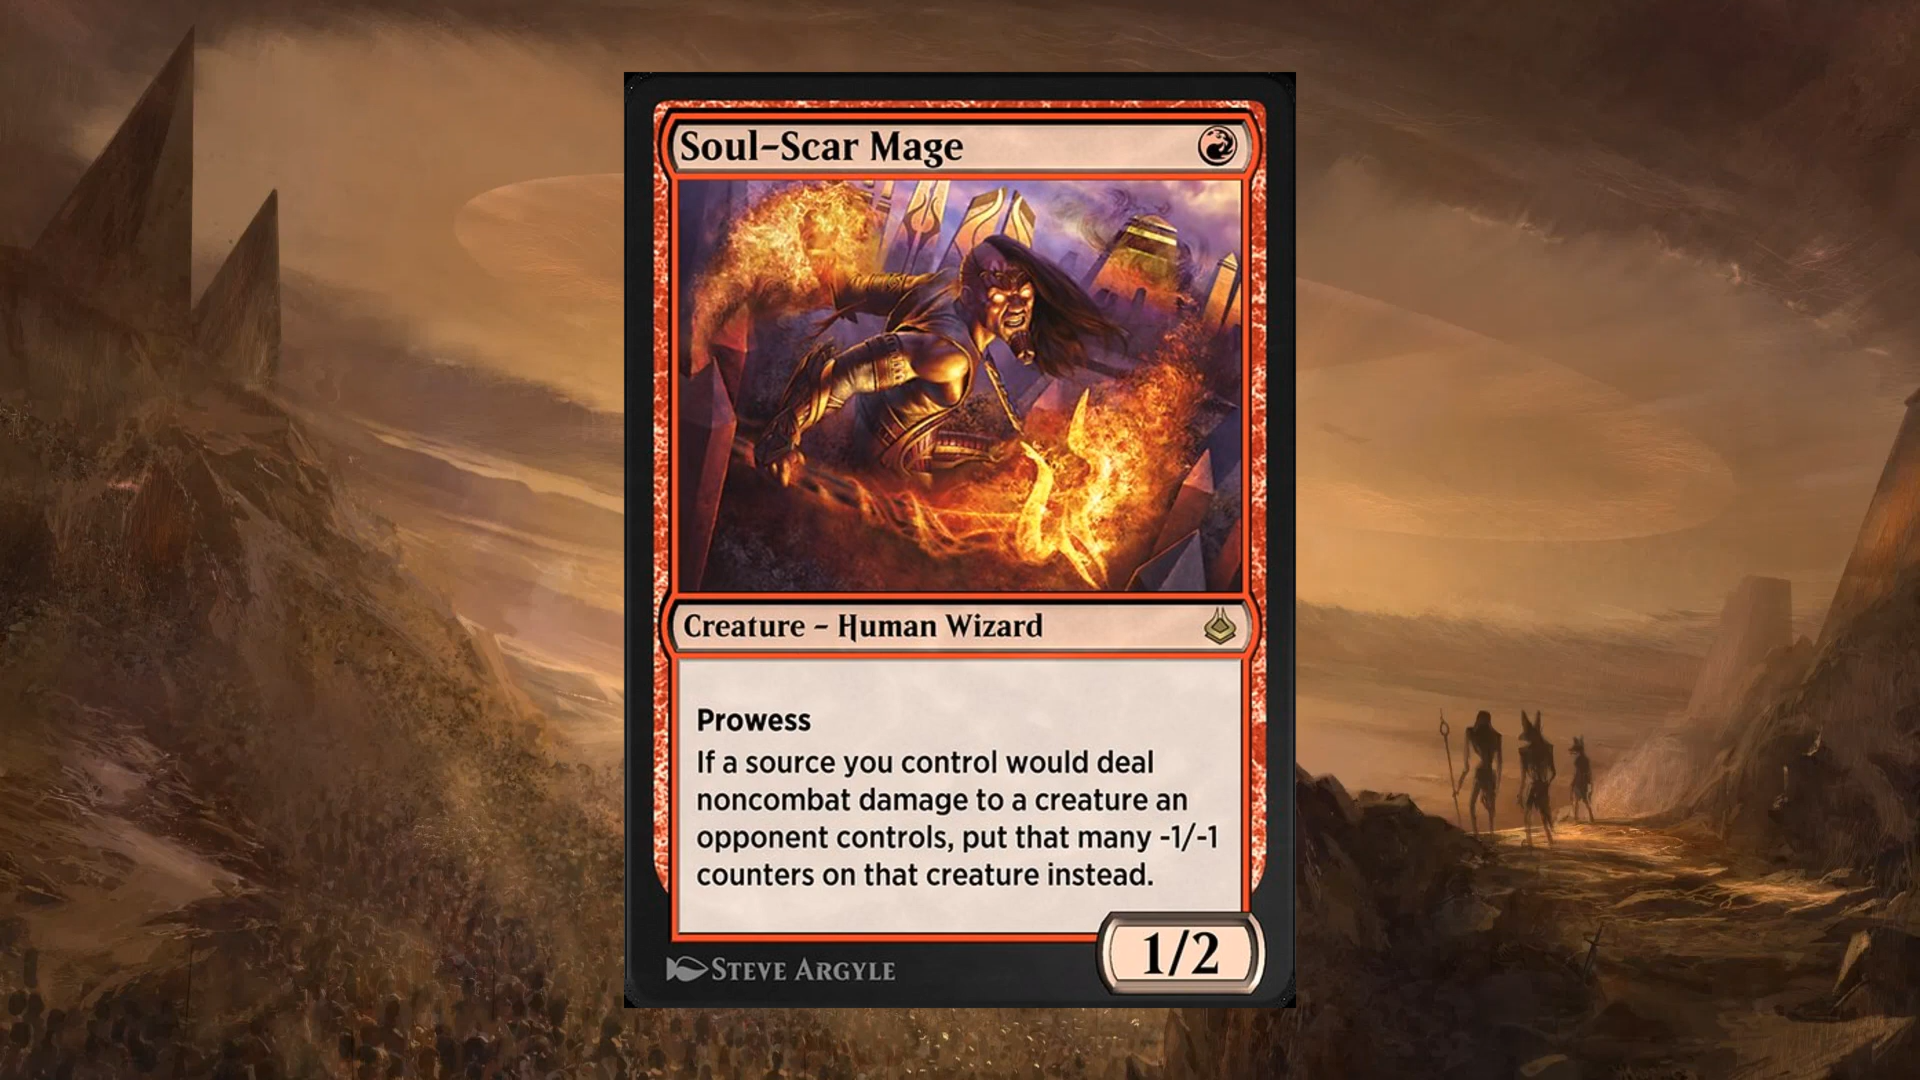 Soul-Scar Mage
Creature – Human Wizard
Prowess
If a source you control would deal
noncombat damage to a creature an
opponent controls, put that many -1/-1
counters on that creature instead.
1/2
Steve Argyle